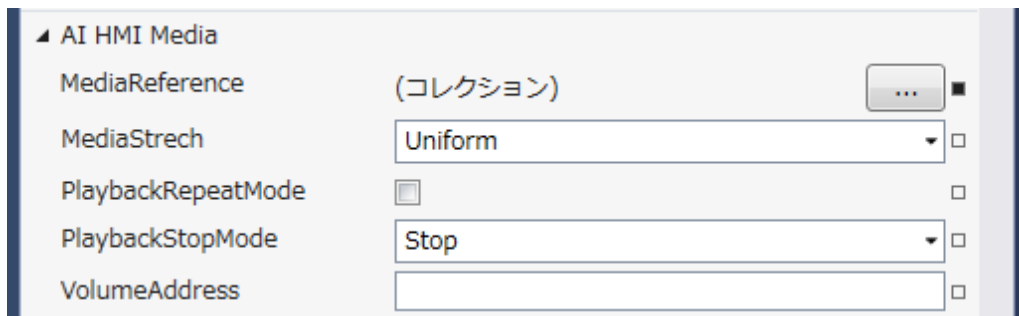 AI HMI Media
MediaReference (コレクション) ...
MediaStrech Uniform
PlaybackRepeatMode
PlaybackStopMode Stop
VolumeAddress